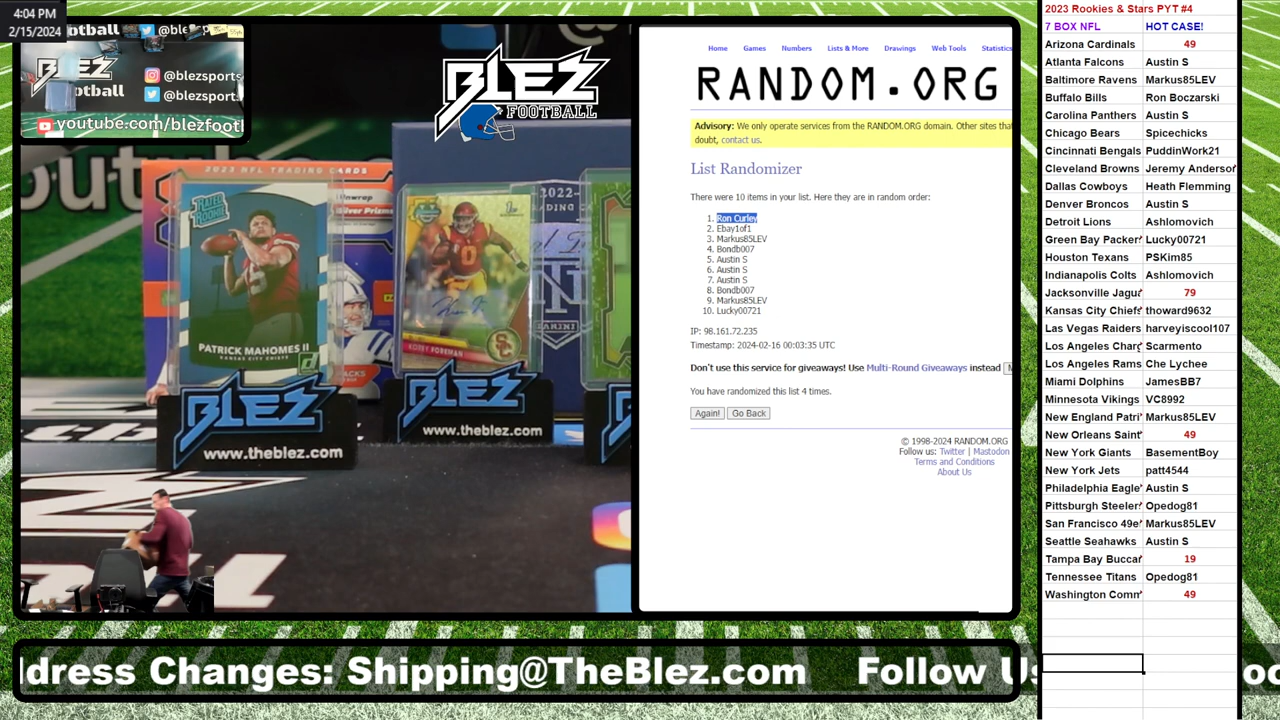 4:04 PM
2/15/2024
ootball
@ble
BLEZ
ootball
@blezsports
@blezsports
youtube.com/blezfootl
BLEZ
FOOTBALL
2023 NFL TRADING CARDS
PATRICK MAHOMES II
KANSAS CITY CHIEFS
KOREY FOREMAN
PANINI
BLEZ
www.theblez.com
BLEZ
www.theblez.com
Home Games Numbers Lists & More Drawings Web Tools Statistics
RANDOM.ORG
Advisory: We only operate services from the RANDOM.ORG domain. Other sites that
doubt, contact us.
List Randomizer
There were 10 items in your list. Here they are in random order:
1. Ron Curley
2. Ebay1of1
3. Markus85LEV
4. Bondb007
5. Austin S
6. Austin S
7. Austin S
8. Bondb007
9. Markus85LEV
10. Lucky00721
IP: 98.161.72.235
Timestamp: 2024-02-16 00:03:35 UTC
Don't use this service for giveaways! Use Multi-Round Giveaways instead
You have randomized this list 4 times.
Again! Go Back
© 1998-2024 RANDOM.ORG
Follow us: Twitter | Mastodon
Terms and Conditions
About Us
2023 Rookies & Stars PYT #4
7 BOX NFL HOT CASE!
Arizona Cardinals 49
Atlanta Falcons Austin S
Baltimore Ravens Markus85LEV
Buffalo Bills Ron Boczarski
Carolina Panthers Austin S
Chicago Bears Spicechicks
Cincinnati Bengals PuddinWork21
Cleveland Browns Jeremy Anderson
Dallas Cowboys Heath Flemming
Denver Broncos Austin S
Detroit Lions Ashlomovich
Green Bay Packer Lucky00721
Houston Texans PSKim85
Indianapolis Colts Ashlomovich
Jacksonville Jagua 79
Kansas City Chiefs thoward9632
Las Vegas Raiders harveyiscool107
Los Angeles Charg Scarmento
Los Angeles Rams Che Lychee
Miami Dolphins JamesBB7
Minnesota Vikings VC8992
New England Patri Markus85LEV
New Orleans Saint 49
New York Giants BasementBoy
New York Jets patt4544
Philadelphia Eagle Austin S
Pittsburgh Steeler Opedog81
San Francisco 49e Markus85LEV
Seattle Seahawks Austin S
Tampa Bay Buccar 19
Tennessee Titans Opedog81
Washington Comm 49
ldress Changes: Shipping@TheBlez.com Follow Us